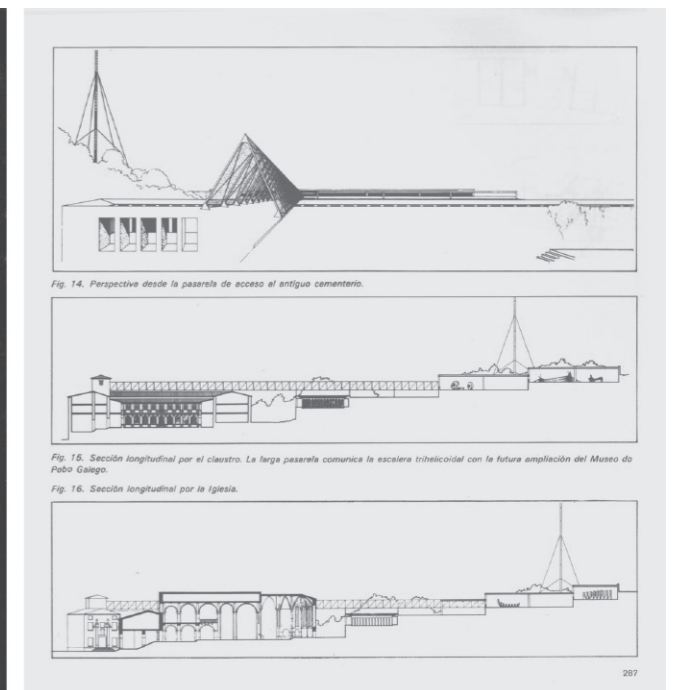 Fig. 14. Perspectiva desde la pasarela de acceso al antiguo cementerio.
Fig. 15. Sección longitudinal por el claustro. La larga pasarela comunica la escalera trihelicoidal con la futura ampliación del Museo do
Pobo Galego.
Fig. 16. Sección longitudinal por la Iglesia.
287